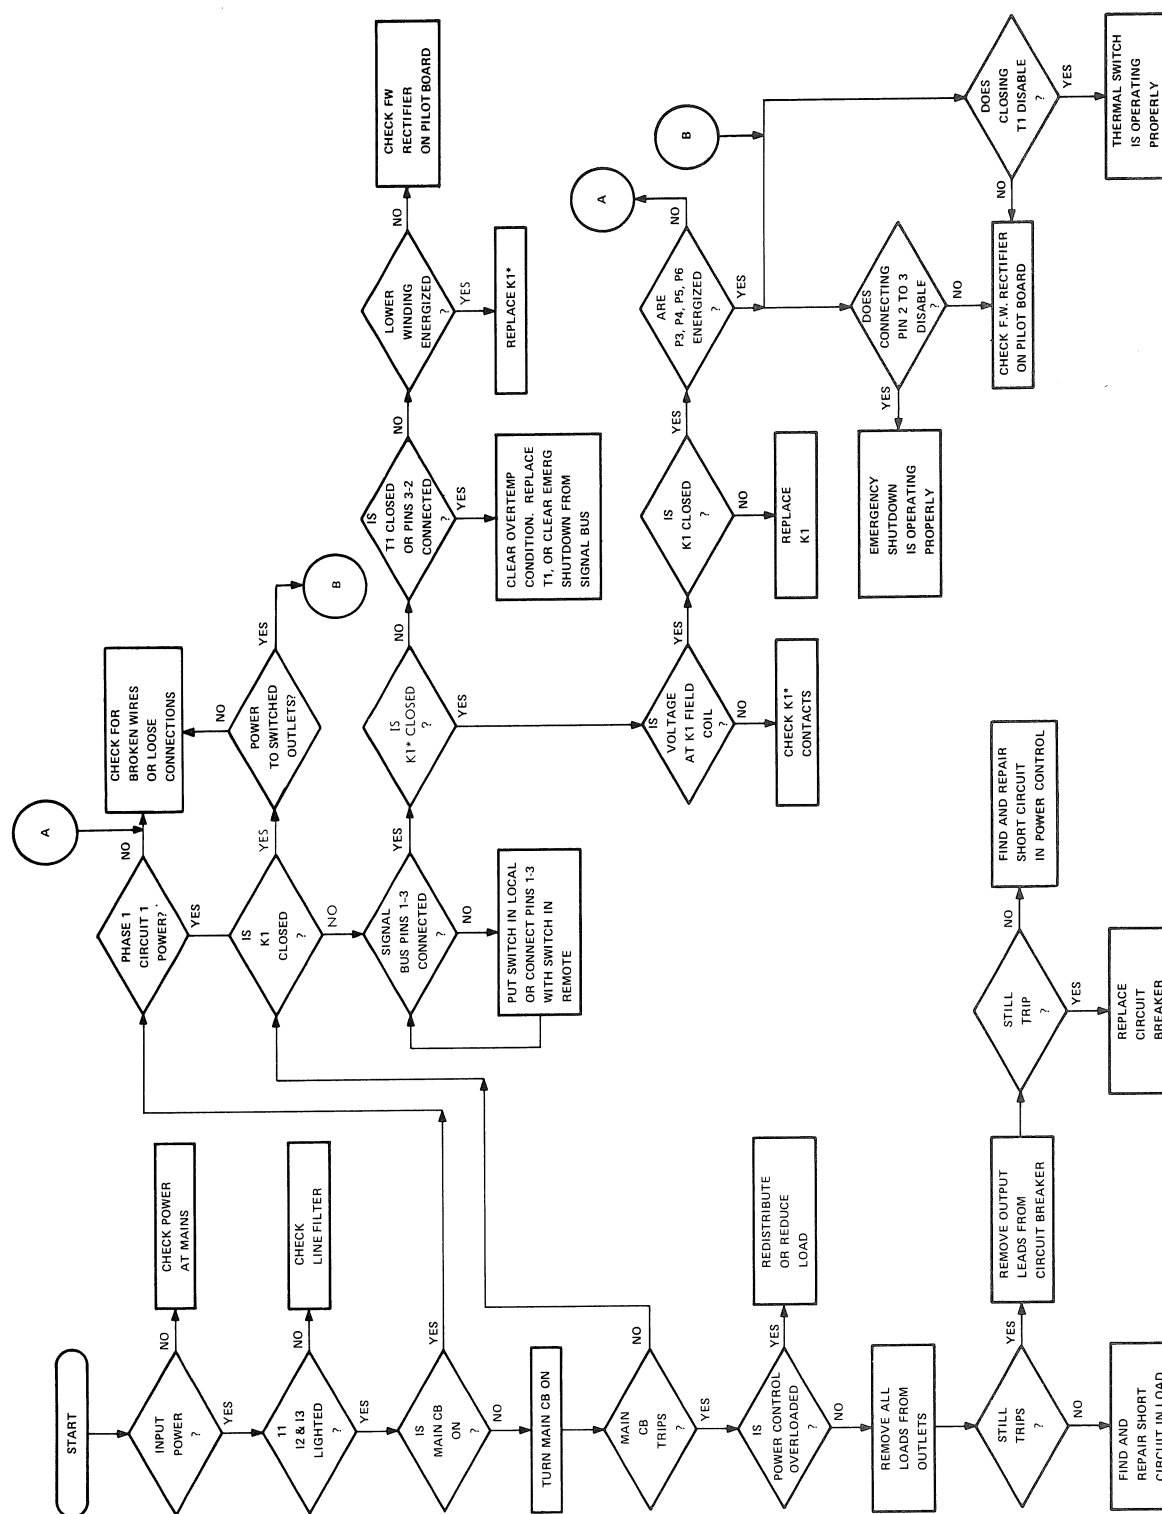 START
INPUT
POWER
?
NO
CHECK POWER
AT MAINS
YES
11
I2 & I3
LIGHTED
?
NO
CHECK
LINE FILTER
YES
IS
MAIN CB
ON
?
YES
NO
TURN MAIN CB ON
MAIN
CB
TRIPS
?
NO
YES
IS
POWER CONTROL
OVERLOADED
?
YES
REDISTRIBUTE
OR REDUCE
LOAD
NO
REMOVE ALL
LOADS FROM
OUTLETS
STILL
TRIPS
?
YES
NO
FIND AND
REPAIR SHORT
CIRCUIT IN LOAD
REMOVE OUTPUT
LEADS FROM
CIRCUIT BREAKER
STILL
TRIP
?
NO
FIND AND REPAIR
SHORT CIRCUIT
IN POWER CONTROL
YES
REPLACE
CIRCUIT
BREAKER
A
PHASE 1
CIRCUIT 1
POWER?
NO
CHECK FOR
BROKEN WIRES
OR LOOSE
CONNECTIONS
YES
IS
K1
CLOSED
?
YES
POWER
TO SWITCHED
OUTLETS?
NO
YES
B
NO
SIGNAL
BUS PINS 1-3
CONNECTED
?
NO
PUT SWITCH IN LOCAL
OR CONNECT PINS 1-3
WITH SWITCH IN
REMOTE
YES
IS
K1* CLOSED
?
NO
YES
IS
T1 CLOSED
OR PINS 3-2
CONNECTED
?
YES
CLEAR OVERTEMP
CONDITION. REPLACE
T1, OR CLEAR EMERG
SHUTDOWN FROM
SIGNAL BUS
NO
LOWER
WINDING
ENERGIZED
?
NO
CHECK FW
RECTIFIER
ON PILOT BOARD
YES
REPLACE K1*
IS
VOLTAGE
AT K1 FIELD
COIL
?
NO
CHECK K1*
CONTACTS
YES
IS
K1 CLOSED
?
NO
REPLACE
K1
YES
ARE
P3, P4, P5, P6
ENERGIZED
?
NO
A
YES
B
DOES
CONNECTING
PIN 2 TO 3
DISABLE
?
YES
EMERGENCY
SHUTDOWN
IS OPERATING
PROPERLY
NO
CHECK F.W. RECTIFIER
ON PILOT BOARD
DOES
CLOSING
T1 DISABLE
?
NO
YES
THERMAL SWITCH
IS OPERATING
PROPERLY